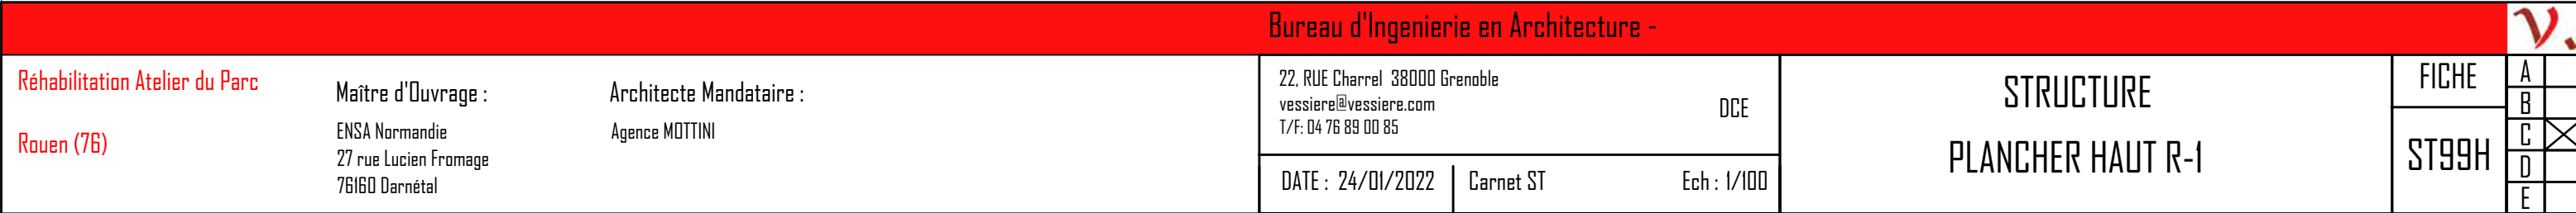 Bureau d'Ingenierie en Architecture -
Réhabilitation Atelier du Parc
Rouen (76)
Maître d'Ouvrage :
ENSA Normandie
27 rue Lucien Fromage
76160 Darnétal
Architecte Mandataire :
Agence MOTTINI
22, RUE Charrel 38000 Grenoble
vessiere@vessiere.com
T/F: 04 76 89 00 85
DCE
DATE : 24/01/2022
Carnet ST
Ech : 1/100
STRUCTURE
PLANCHER HAUT R-1
FICHE
ST99H
A
B
C
D
E